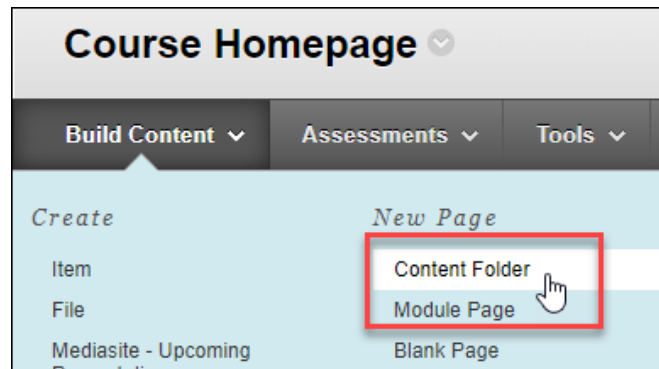 Course Homepage
Build Content
Assessments
Tools
Create
New Page
Item
Content Folder
File
Module Page
Mediasite - Upcoming
Blank Page